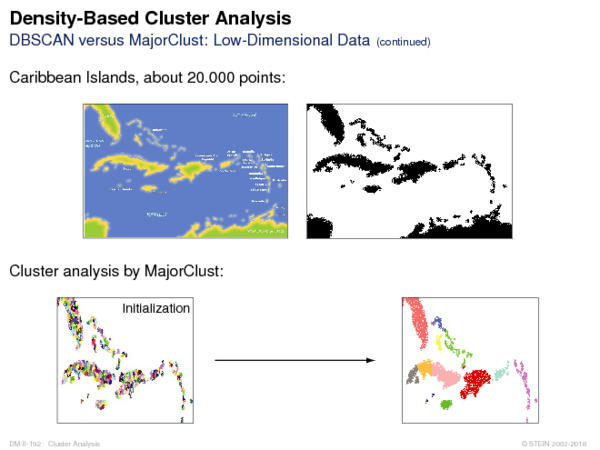 Density-Based Cluster Analysis
DBSCAN versus MajorClust: Low-Dimensional Data (continued)
Caribbean Islands, about 20.000 points:
Cluster analysis by MajorClust:
Initialization
DM:II-192 Cluster Analysis
© STEIN 2002-2018